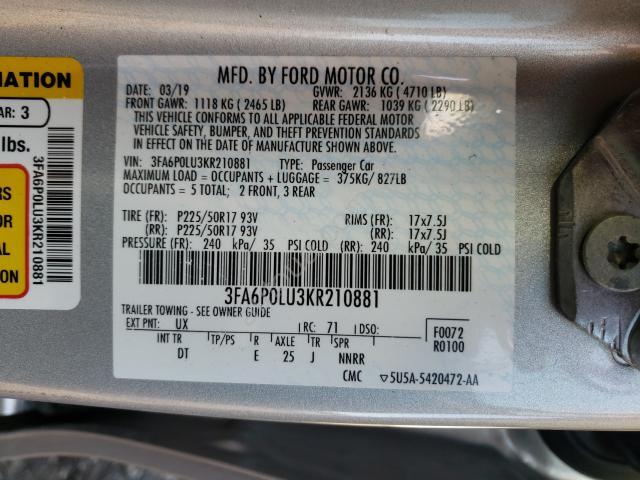 MATION
AR: 3
lbs.
RS
OR
AL
ION
3FA6P0LU3KR210881
MFD. BY FORD MOTOR CO.
DATE: 03/19 GVWR: 2136 KG ( 4710 LB)
FRONT GAWR: 1118 KG ( 2465 LB) REAR GAWR: 1039 KG ( 2290 LB)
THIS VEHICLE CONFORMS TO ALL APPLICABLE FEDERAL MOTOR
VEHICLE SAFETY, BUMPER, AND THEFT PREVENTION STANDARDS
IN EFFECT ON THE DATE OF MANUFACTURE SHOWN ABOVE.
VIN: 3FA6P0LU3KR210881 TYPE: Passenger Car
MAXIMUM LOAD = OCCUPANTS + LUGGAGE = 375KG/ 827LB
OCCUPANTS = 5 TOTAL; 2 FRONT, 3 REAR
TIRE (FR): P225/50R17 93V RIMS (FR): 17x7.5J
(RR): P225/50R17 93V (RR): 17x7.5J
PRESSURE (FR): 240 kPa/ 35 PSI COLD (RR): 240 kPa/ 35 PSI COLD
3FA6P0LU3KR210881
TRAILER TOWING - SEE OWNER GUIDE
EXT PNT: UX RC: 71 DSO: F0072
R0100
INT TR TP/PS R AXLE TR SPR
DT E 25 J NNRR
CMC ▽5U5A-5420472-AA